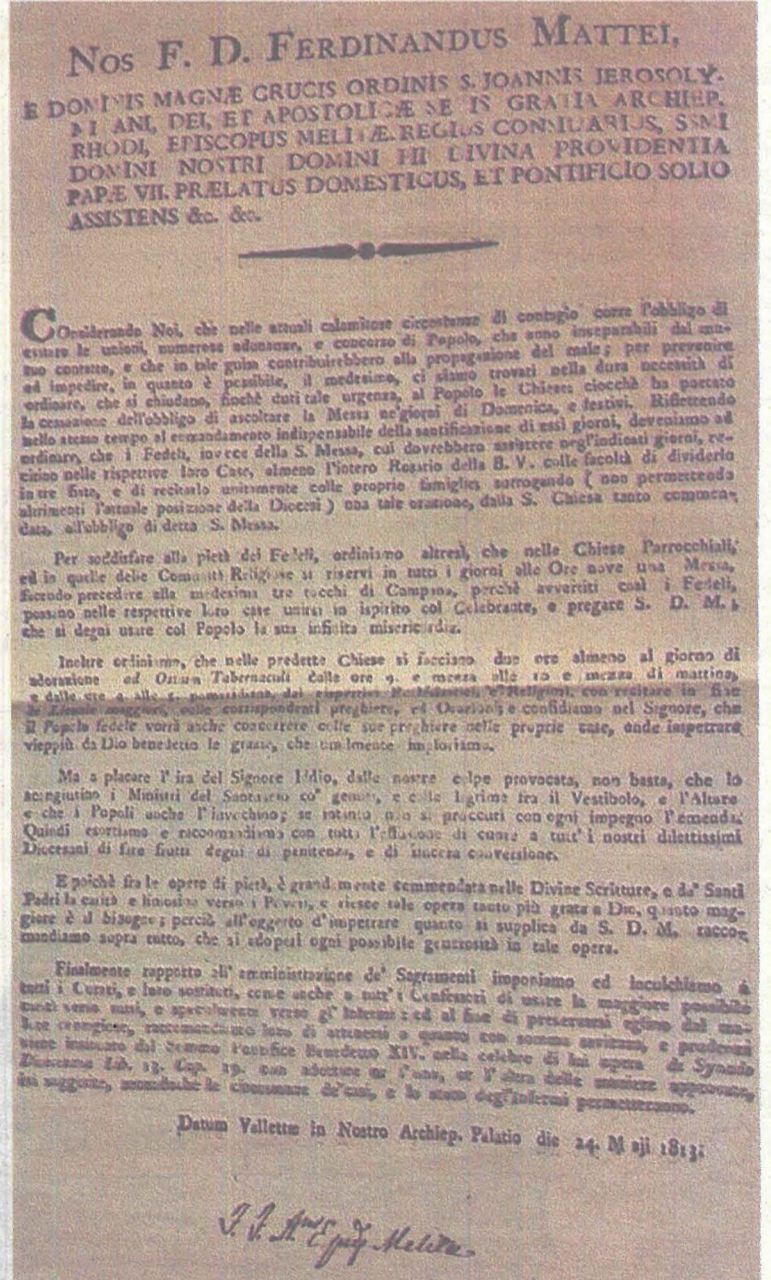 NOS F. D. FERDINANDUS MATTEI,
E DOMINIS MAGNÆ CRUCIS ORDINIS S. JOANNIS JEROSOLY-
MI ANI, DEI, ET APOSTOLICÆ SE IS GRATIA ARCHIEP.
RHODI, EPISCOPUS MELITÆ. REGIUS CONSILIARIUS, SSMI
DOMINI NOSTRI DOMINI PII DIVINA PROVIDENTIA
PAPÆ VII. PRÆLATUS DOMESTICUS, ET PONTIFICIO SOLIO
ASSISTENS &c. &c.
Considerando Noi, che nelle attuali calamitose circostanze di contagio corre l'obbligo di
evitare le unioni, numerose adunanze, e concorso di Popolo, che sono inseparabili dal mu-
tuo contatto, e che in tale guisa contribuirebbero alla propagazione del male; per prevenire
ed impedire, in quanto è possibile, il medesimo, ci siamo trovati nella dura necessità di
ordinare, che si chiudano, finchè duri tale urgenza, al Popolo le Chiese; ciocchè ha portato
la cessazione dell'obbligo di ascoltare la Messa ne'giorni di Domenica, e festivi. Riflettendo
nello stesso tempo al comandamento indispensabile della santificazione di essi giorni, deveniamo ad
ordinare, che i Fedeli, invece della S. Messa, cui dovrebbero assistere negl'indicati giorni, re-
citino nelle rispettive loro Case, almeno l'intero Rosario della B. V. colle facoltà di dividerlo
in tre fiate, e di recitarlo unitamente colle proprie famiglie; surrogando ( non permettendo
altrimenti l'attuale posizione della Diocesi ) una tale orazione, dalla S. Chiesa tanto commen-
data, all'obbligo di detta S. Messa.
Per soddisfare alla pietà dei Fedeli, ordiniamo altresì, che nelle Chiese Parrocchiali,
ed in quelle delle Comunità Religiose si riservi in tutti i giorni alle Ore nove una Messa,
facendo precedere alla medesima tre tocchi di Campana, perchè avvertiti così i Fedeli,
possano nelle respettive loro case unirsi in ispirito col Celebrante, e pregare S. D. M.,
che si degni usare col Popolo la sua infinita misericordia.
Inoltre ordiniamo, che nelle predette Chiese si facciano due ore almeno al giorno di
adorazione ad Ostium Tabernaculi dalle ore 9. e mezza alle 10 e mezza di mattina,
e dalle ore 4 alle 5. pomeridiane, dai rispettivi Religiosi, con recitare in fine
le Litanie maggiori, colle corrispondenti preghiere, ed Orazioni; e confidiamo nel Signore, che
il Popolo fedele vorrà anche concorrere colle sue preghiere nelle proprie case, onde impetrare
vieppiù da Dio benedetto le grazie, che umilmente imploriamo.
Ma a placare l'ira del Signore Iddio, dalle nostre colpe provocata, non basta, che lo
scongiurino i Ministri del Santuario co' gemiti, e colle lagrime fra il Vestibolo, e l'Altare
e che i Popoli anche l'invochino; se intanto non si proccuri con ogni impegno l'emenda:
Quindi esortiamo e raccomandiamo con tutta l'effusione di cuore a tutt'i nostri dilettissimi
Diocesani di fare frutti degni di penitenza, e di sincera conversione.
E poichè fra le opere di pietà, è grandemente commendata nelle Divine Scritture, e da' Santi
Padri la carità e limosina verso i Poveri, e riesce tale opera tanto più grata a Dio, quanto mag-
giore è il bisogno; perciò all'oggetto d'impetrare quanto si supplica da S. D. M. racco-
mandiamo sopra tutto, che si adoperi ogni possibile generosità in tale opera.
Finalmente rapporto all'amministrazione de' Sagramenti imponiamo ed inculchiamo a
tutti i Curati, e loro sostituti, come anche a tutt'i Confessori di usare la maggiore possibile
carità verso tutti, e specialmente verso gl'Infermi: ed al fine di preservarsi eglino dal ma-
le contagioso, raccomandiamo loro di attenersi a quanto con somma saviezza, e prudenza
viene insinuato dal Sommo Pontefice Benedetto XIV. nella celebre di lui opera de Synodo
Diocesana Lib. 13. Cap. 19. con adottare or l'una, or l'altra delle maniere approvate,
ivi suggerite, secondochè le circostanze de'casi, e lo stato degl'infermi permetteranno.
Datum Vallettæ in Nostro Archiep. Palatio die 24. Maji 1813.